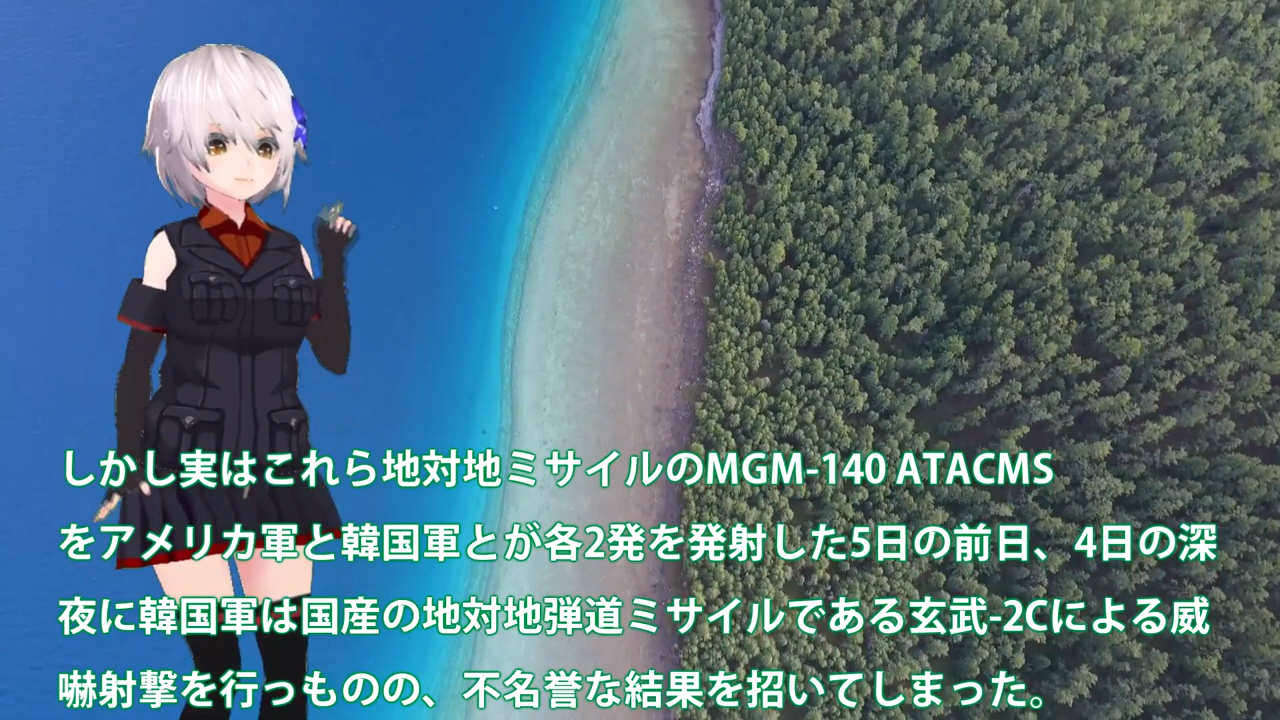 しかし実はこれら地対地ミサイルのMGM-140 ATACMS
をアメリカ軍と韓国軍とが各2発を発射した5日の前日、4日の深
夜に韓国軍は国産の地対地弾道ミサイルである玄武-2Cによる威
嚇射撃を行っものの、不名誉な結果を招いてしまった。